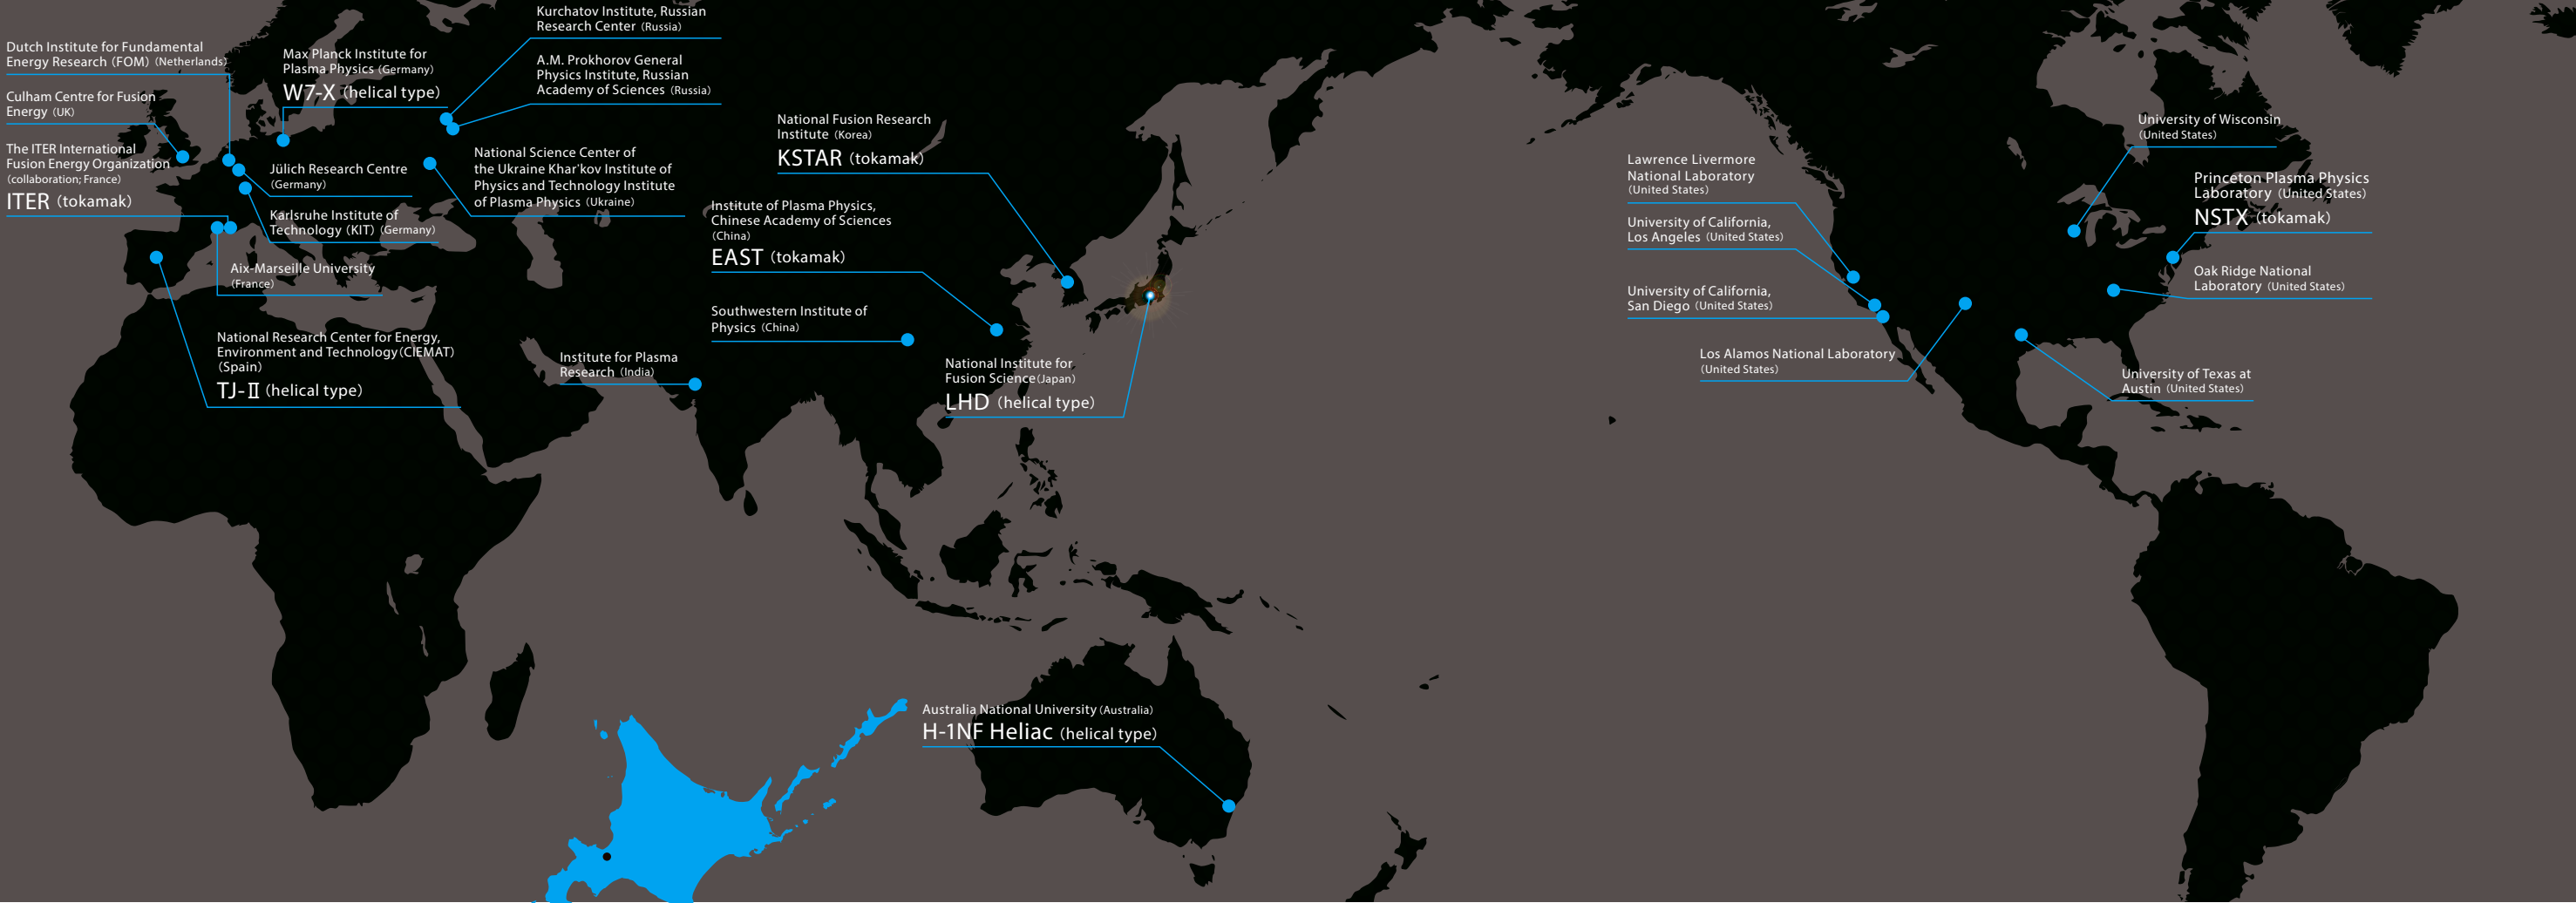 Dutch Institute for Fundamental
Energy Research (FOM) (Netherlands)
Culham Centre for Fusion
Energy (UK)
The ITER International
Fusion Energy Organization
(collaboration; France)
ITER (tokamak)
Max Planck Institute for
Plasma Physics (Germany)
W7-X (helical type)
Jülich Research Centre
(Germany)
Karlsruhe Institute of
Technology (KIT) (Germany)
Aix-Marseille University
(France)
National Research Center for Energy,
Environment and Technology (CIEMAT)
(Spain)
TJ-Ⅱ (helical type)
Kurchatov Institute, Russian
Research Center (Russia)
A.M. Prokhorov General
Physics Institute, Russian
Academy of Sciences (Russia)
National Science Center of
the Ukraine Khar'kov Institute of
Physics and Technology Institute
of Plasma Physics (Ukraine)
National Fusion Research
Institute (Korea)
KSTAR (tokamak)
Institute of Plasma Physics,
Chinese Academy of Sciences
(China)
EAST (tokamak)
Southwestern Institute of
Physics (China)
Institute for Plasma
Research (India)
National Institute for
Fusion Science (Japan)
LHD (helical type)
Australia National University (Australia)
H-1NF Heliac (helical type)
Lawrence Livermore
National Laboratory
(United States)
University of California,
Los Angeles (United States)
University of California,
San Diego (United States)
Los Alamos National Laboratory
(United States)
University of Wisconsin
(United States)
Princeton Plasma Physics
Laboratory (United States)
NSTX (tokamak)
Oak Ridge National
Laboratory (United States)
University of Texas at
Austin (United States)